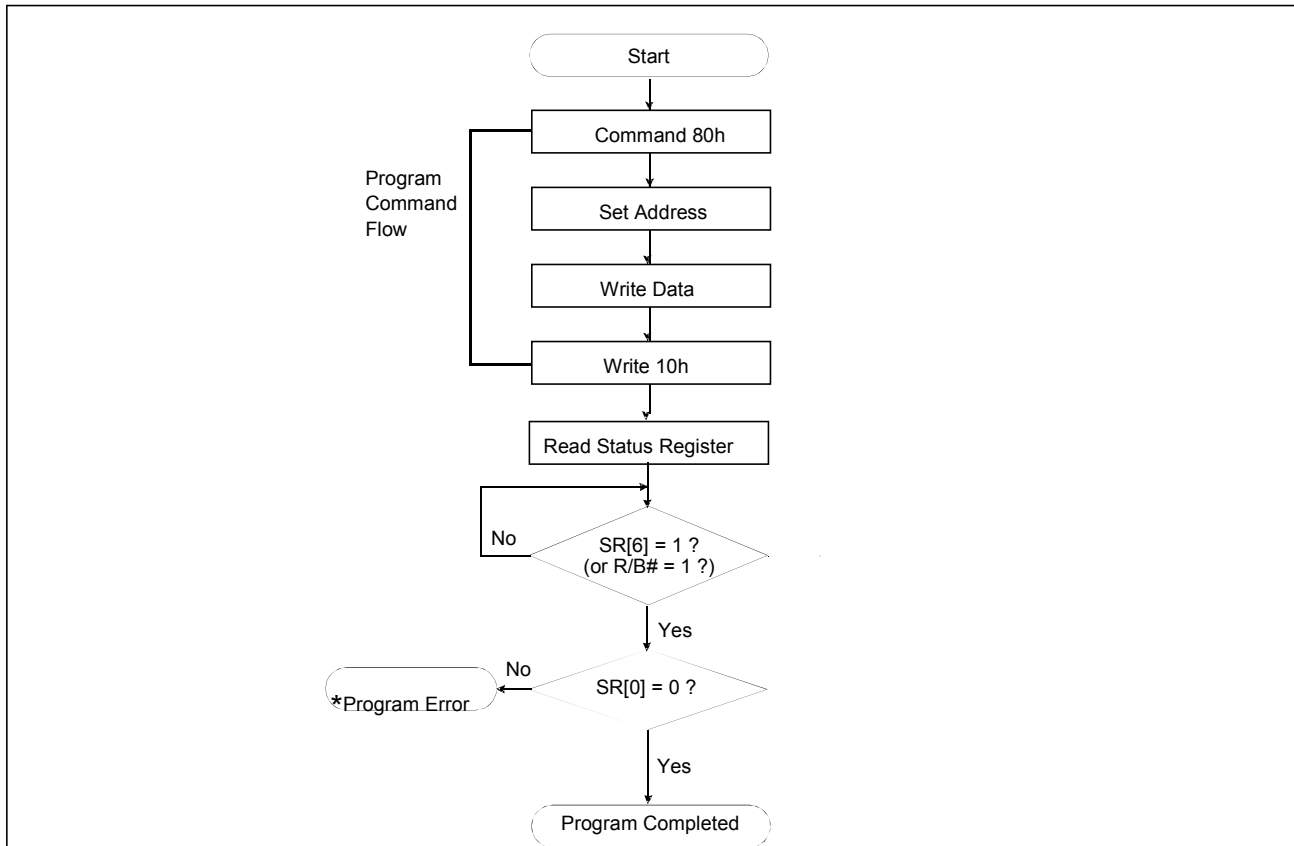 Start
Command 80h
Program
Command
Flow
Set Address
Write Data
Write 10h
Read Status Register
No
SR[6] = 1 ?
(or R/B# = 1 ?)
Yes
No
SR[0] = 0 ?
*Program Error
Yes
Program Completed